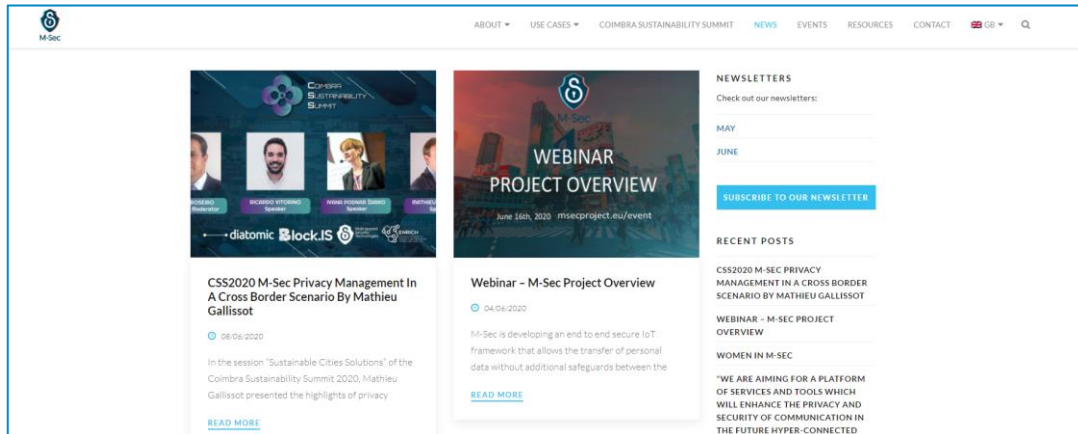 M-Sec
ABOUT
USE CASES
COIMBRA SUSTAINABILITY SUMMIT
NEWS
EVENTS
RESOURCES
CONTACT
GB
COIMBRA
SUSTAINABILITY
SUMMIT
ROSEIRO
Moderator
RICARDO VITORINO
Speaker
Speaker
MATHIEU
Speaker
diatomic
Block.IS
ENRICH
CSS2020 M-Sec Privacy Management In
A Cross Border Scenario By Mathieu
Gallissot
08/06/2020
In the session “Sustainable Cities Solutions” of the
Coimbra Sustainability Summit 2020, Mathieu
Gallissot presented the highlights of privacy
READ MORE
M-Sec
WEBINAR
PROJECT OVERVIEW
June 16th, 2020 msecproject.eu/event
Webinar – M-Sec Project Overview
04/06/2020
M-Sec is developing an end to end secure IoT
framework that allows the transfer of personal
data without additional safeguards between the
READ MORE
NEWSLETTERS
Check out our newsletters:
MAY
JUNE
SUBSCRIBE TO OUR NEWSLETTER
RECENT POSTS
CSS2020 M-SEC PRIVACY
MANAGEMENT IN A CROSS BORDER
SCENARIO BY MATHIEU GALLISSOT
WEBINAR – M-SEC PROJECT
OVERVIEW
WOMEN IN M-SEC
“WE ARE AIMING FOR A PLATFORM
OF SERVICES AND TOOLS WHICH
WILL ENHANCE THE PRIVACY AND
SECURITY OF COMMUNICATION IN
THE FUTURE HYPER-CONNECTED